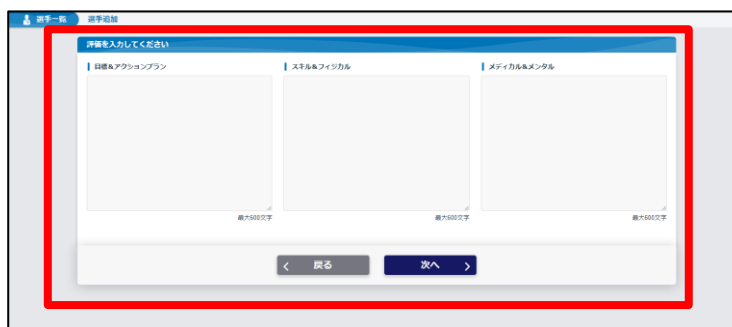 選手一覧 選手追加
評価を入力してください
目標&アクションプラン スキル&フィジカル メディカル&メンタル
最大600文字 最大600文字 最大600文字
戻る 次へ